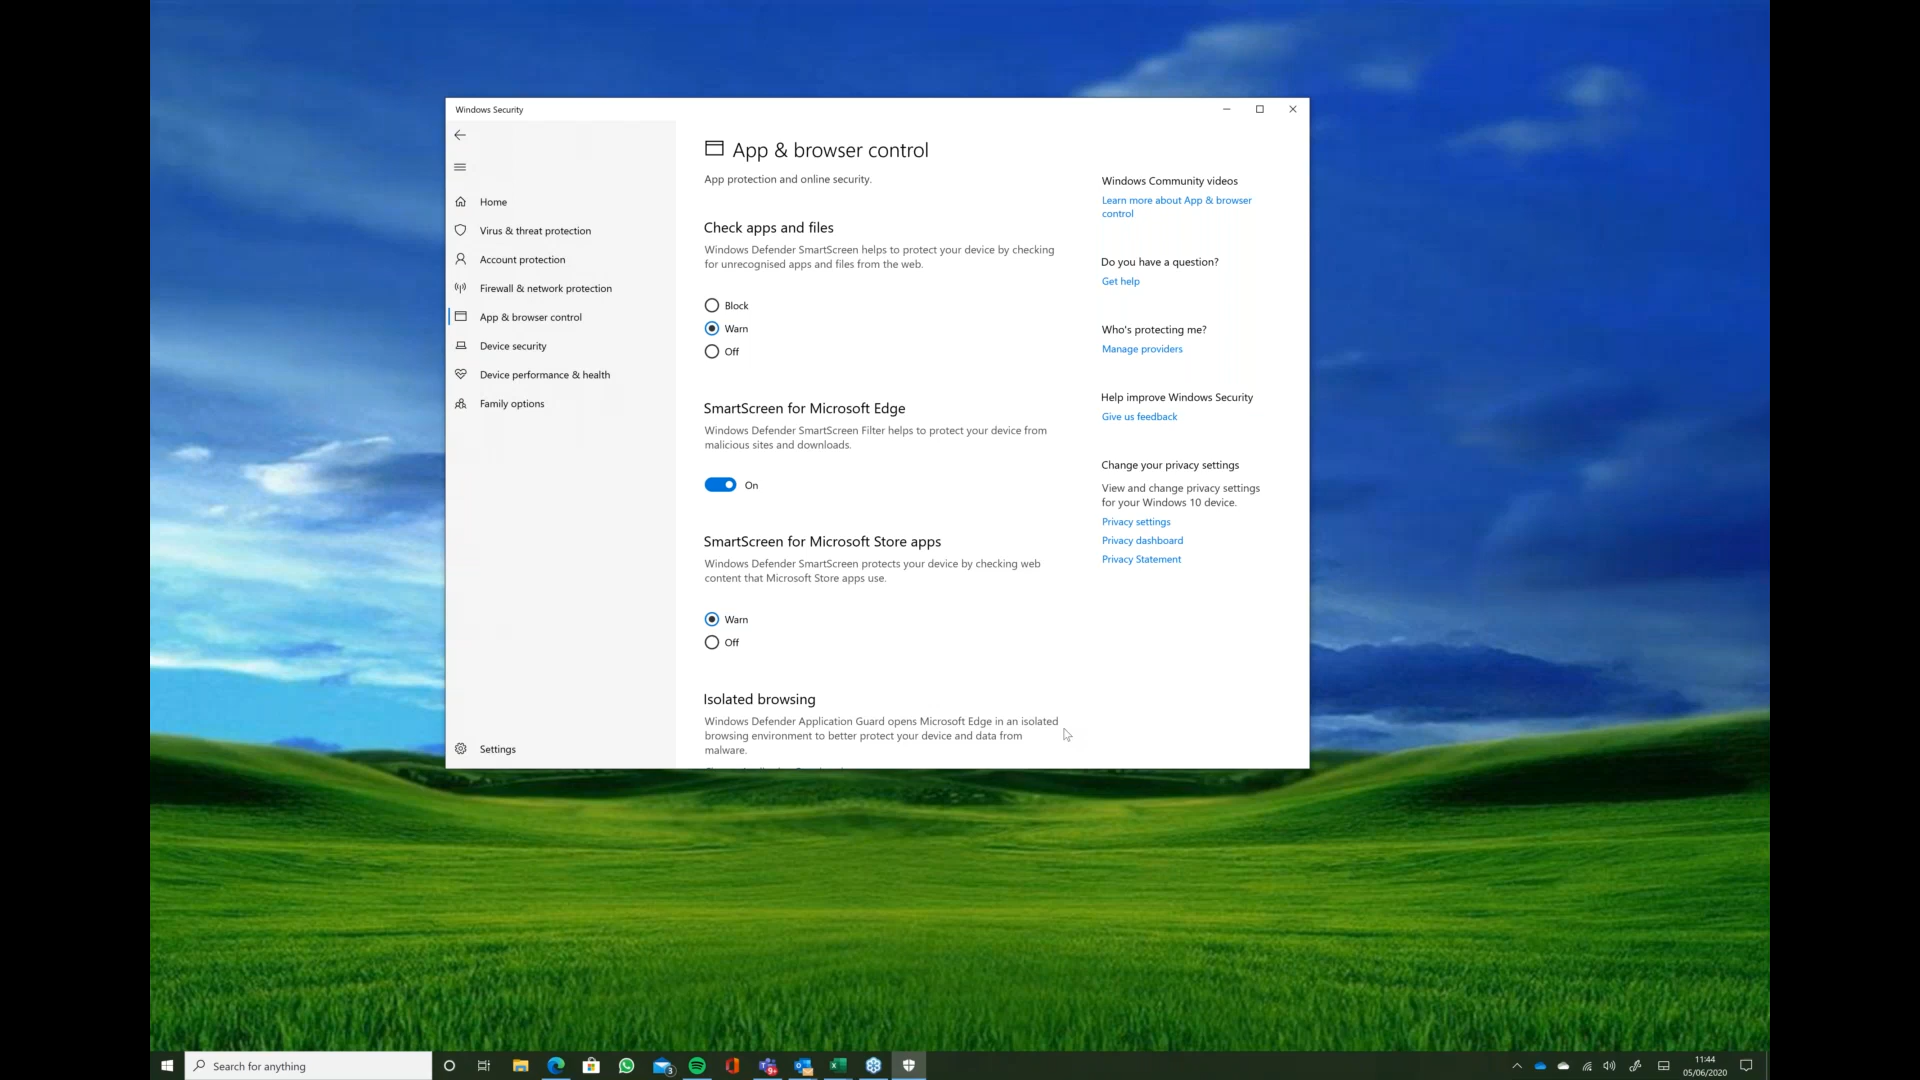 Windows Security
Home
Virus & threat protection
Account protection
Firewall & network protection
App & browser control
Device security
Device performance & health
Family options
Settings
App & browser control
App protection and online security.
Check apps and files
Windows Defender SmartScreen helps to protect your device by checking
for unrecognised apps and files from the web.
Block
Warn
Off
SmartScreen for Microsoft Edge
Windows Defender SmartScreen Filter helps to protect your device from
malicious sites and downloads.
On
SmartScreen for Microsoft Store apps
Windows Defender SmartScreen protects your device by checking web
content that Microsoft Store apps use.
Warn
Off
Isolated browsing
Windows Defender Application Guard opens Microsoft Edge in an isolated
browsing environment to better protect your device and data from
malware.
Windows Community videos
Learn more about App & browser
control
Do you have a question?
Get help
Who's protecting me?
Manage providers
Help improve Windows Security
Give us feedback
Change your privacy settings
View and change privacy settings
for your Windows 10 device.
Privacy settings
Privacy dashboard
Privacy Statement
Search for anything
3
9+
11:44
05/06/2020